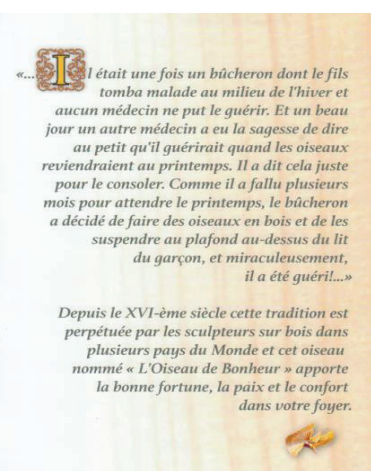 «... Il était une fois un bûcheron dont le fils
tomba malade au milieu de l'hiver et
aucun médecin ne put le guérir. Et un beau
jour un autre médecin a eu la sagesse de dire
au petit qu'il guérirait quand les oiseaux
reviendraient au printemps. Il a dit cela juste
pour le consoler. Comme il a fallu plusieurs
mois pour attendre le printemps, le bûcheron
a décidé de faire des oiseaux en bois et de les
suspendre au plafond au-dessus du lit
du garçon, et miraculeusement,
il a été guéri!...»
Depuis le XVI-ème siècle cette tradition est
perpétuée par les sculpteurs sur bois dans
plusieurs pays du Monde et cet oiseau
nommé « L'Oiseau de Bonheur » apporte
la bonne fortune, la paix et le confort
dans votre foyer.